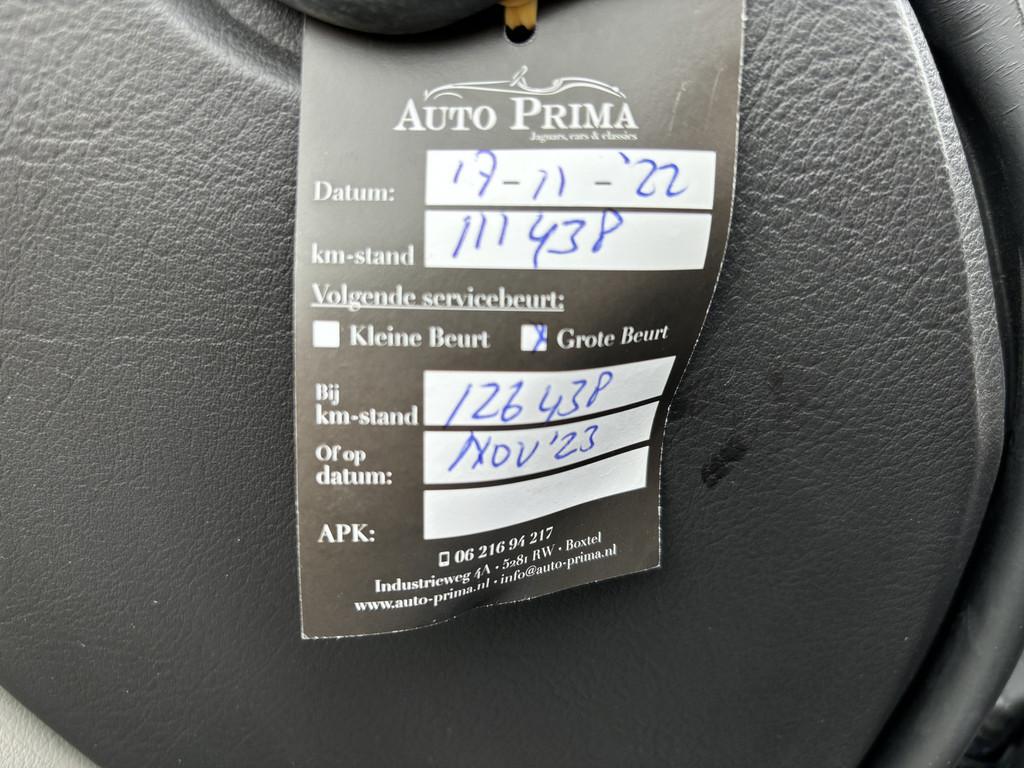 AUTO PRIMA
Jaguars, cars & classics
Datum: 17-11-'22
km-stand 111438
Volgende servicebeurt:
Kleine Beurt x Grote Beurt
Bij km-stand 126438
Of op datum: Nov '23
APK:
06 216 94 217
Industrieweg 4A · 5281 RW · Boxtel
www.auto-prima.nl · info@auto-prima.nl